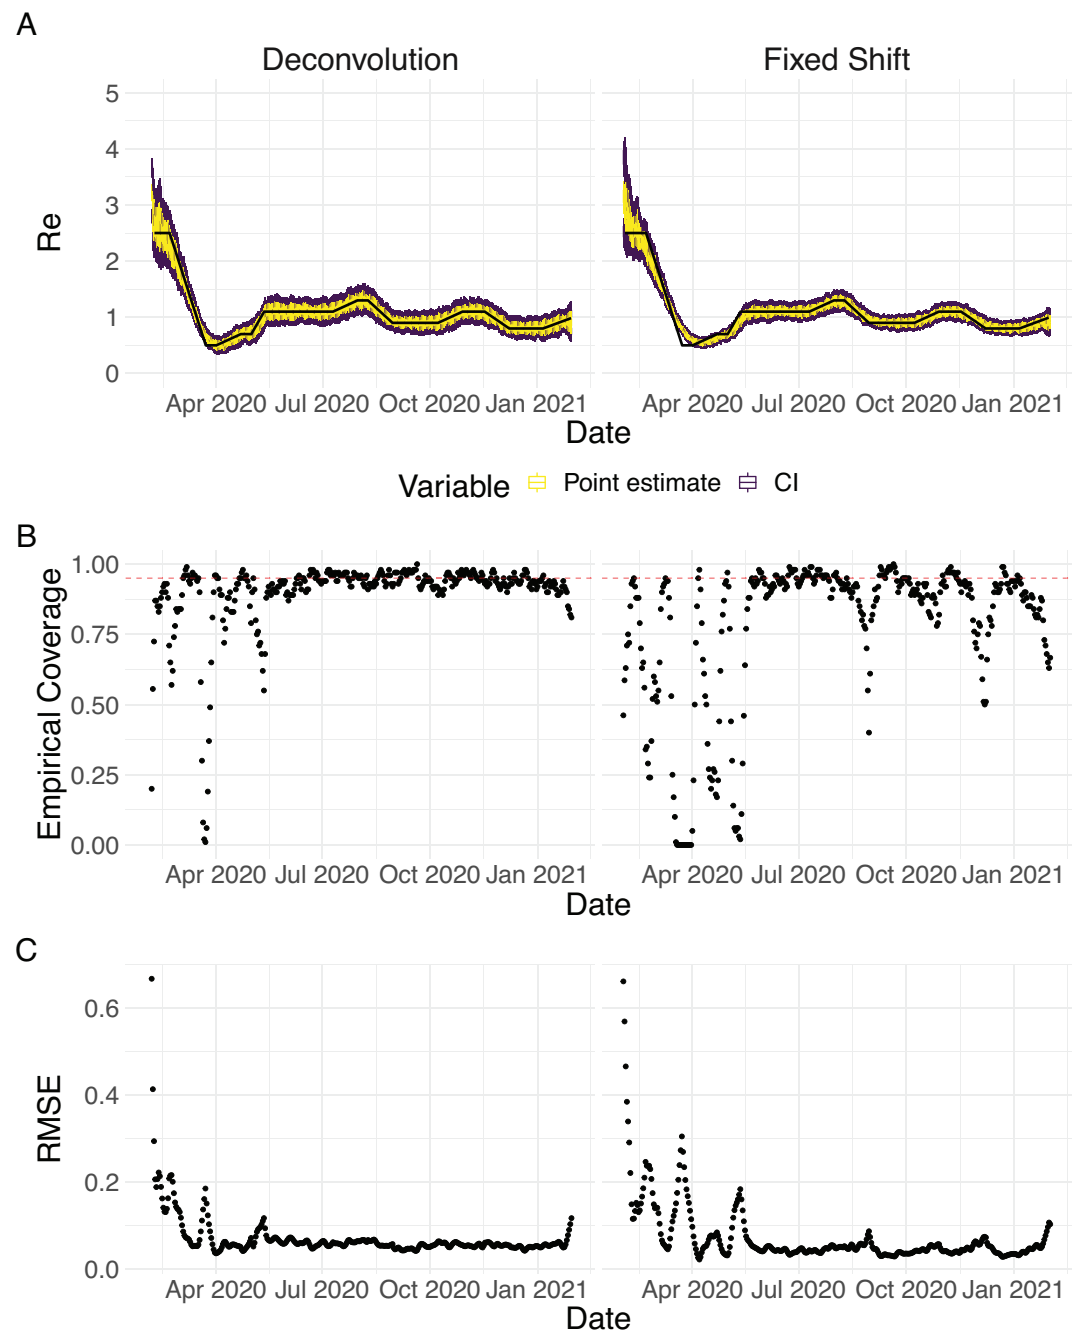 A
Deconvolution Fixed Shift
5
4
3
2
1
0
Re
Apr 2020 Jul 2020 Oct 2020 Jan 2021 Apr 2020 Jul 2020 Oct 2020 Jan 2021
Date
Variable Point estimate CI
B
1.00
0.75
0.50
0.25
0.00
Empirical Coverage
Apr 2020 Jul 2020 Oct 2020 Jan 2021 Apr 2020 Jul 2020 Oct 2020 Jan 2021
Date
C
0.6
0.4
0.2
0.0
RMSE
Apr 2020 Jul 2020 Oct 2020 Jan 2021 Apr 2020 Jul 2020 Oct 2020 Jan 2021
Date